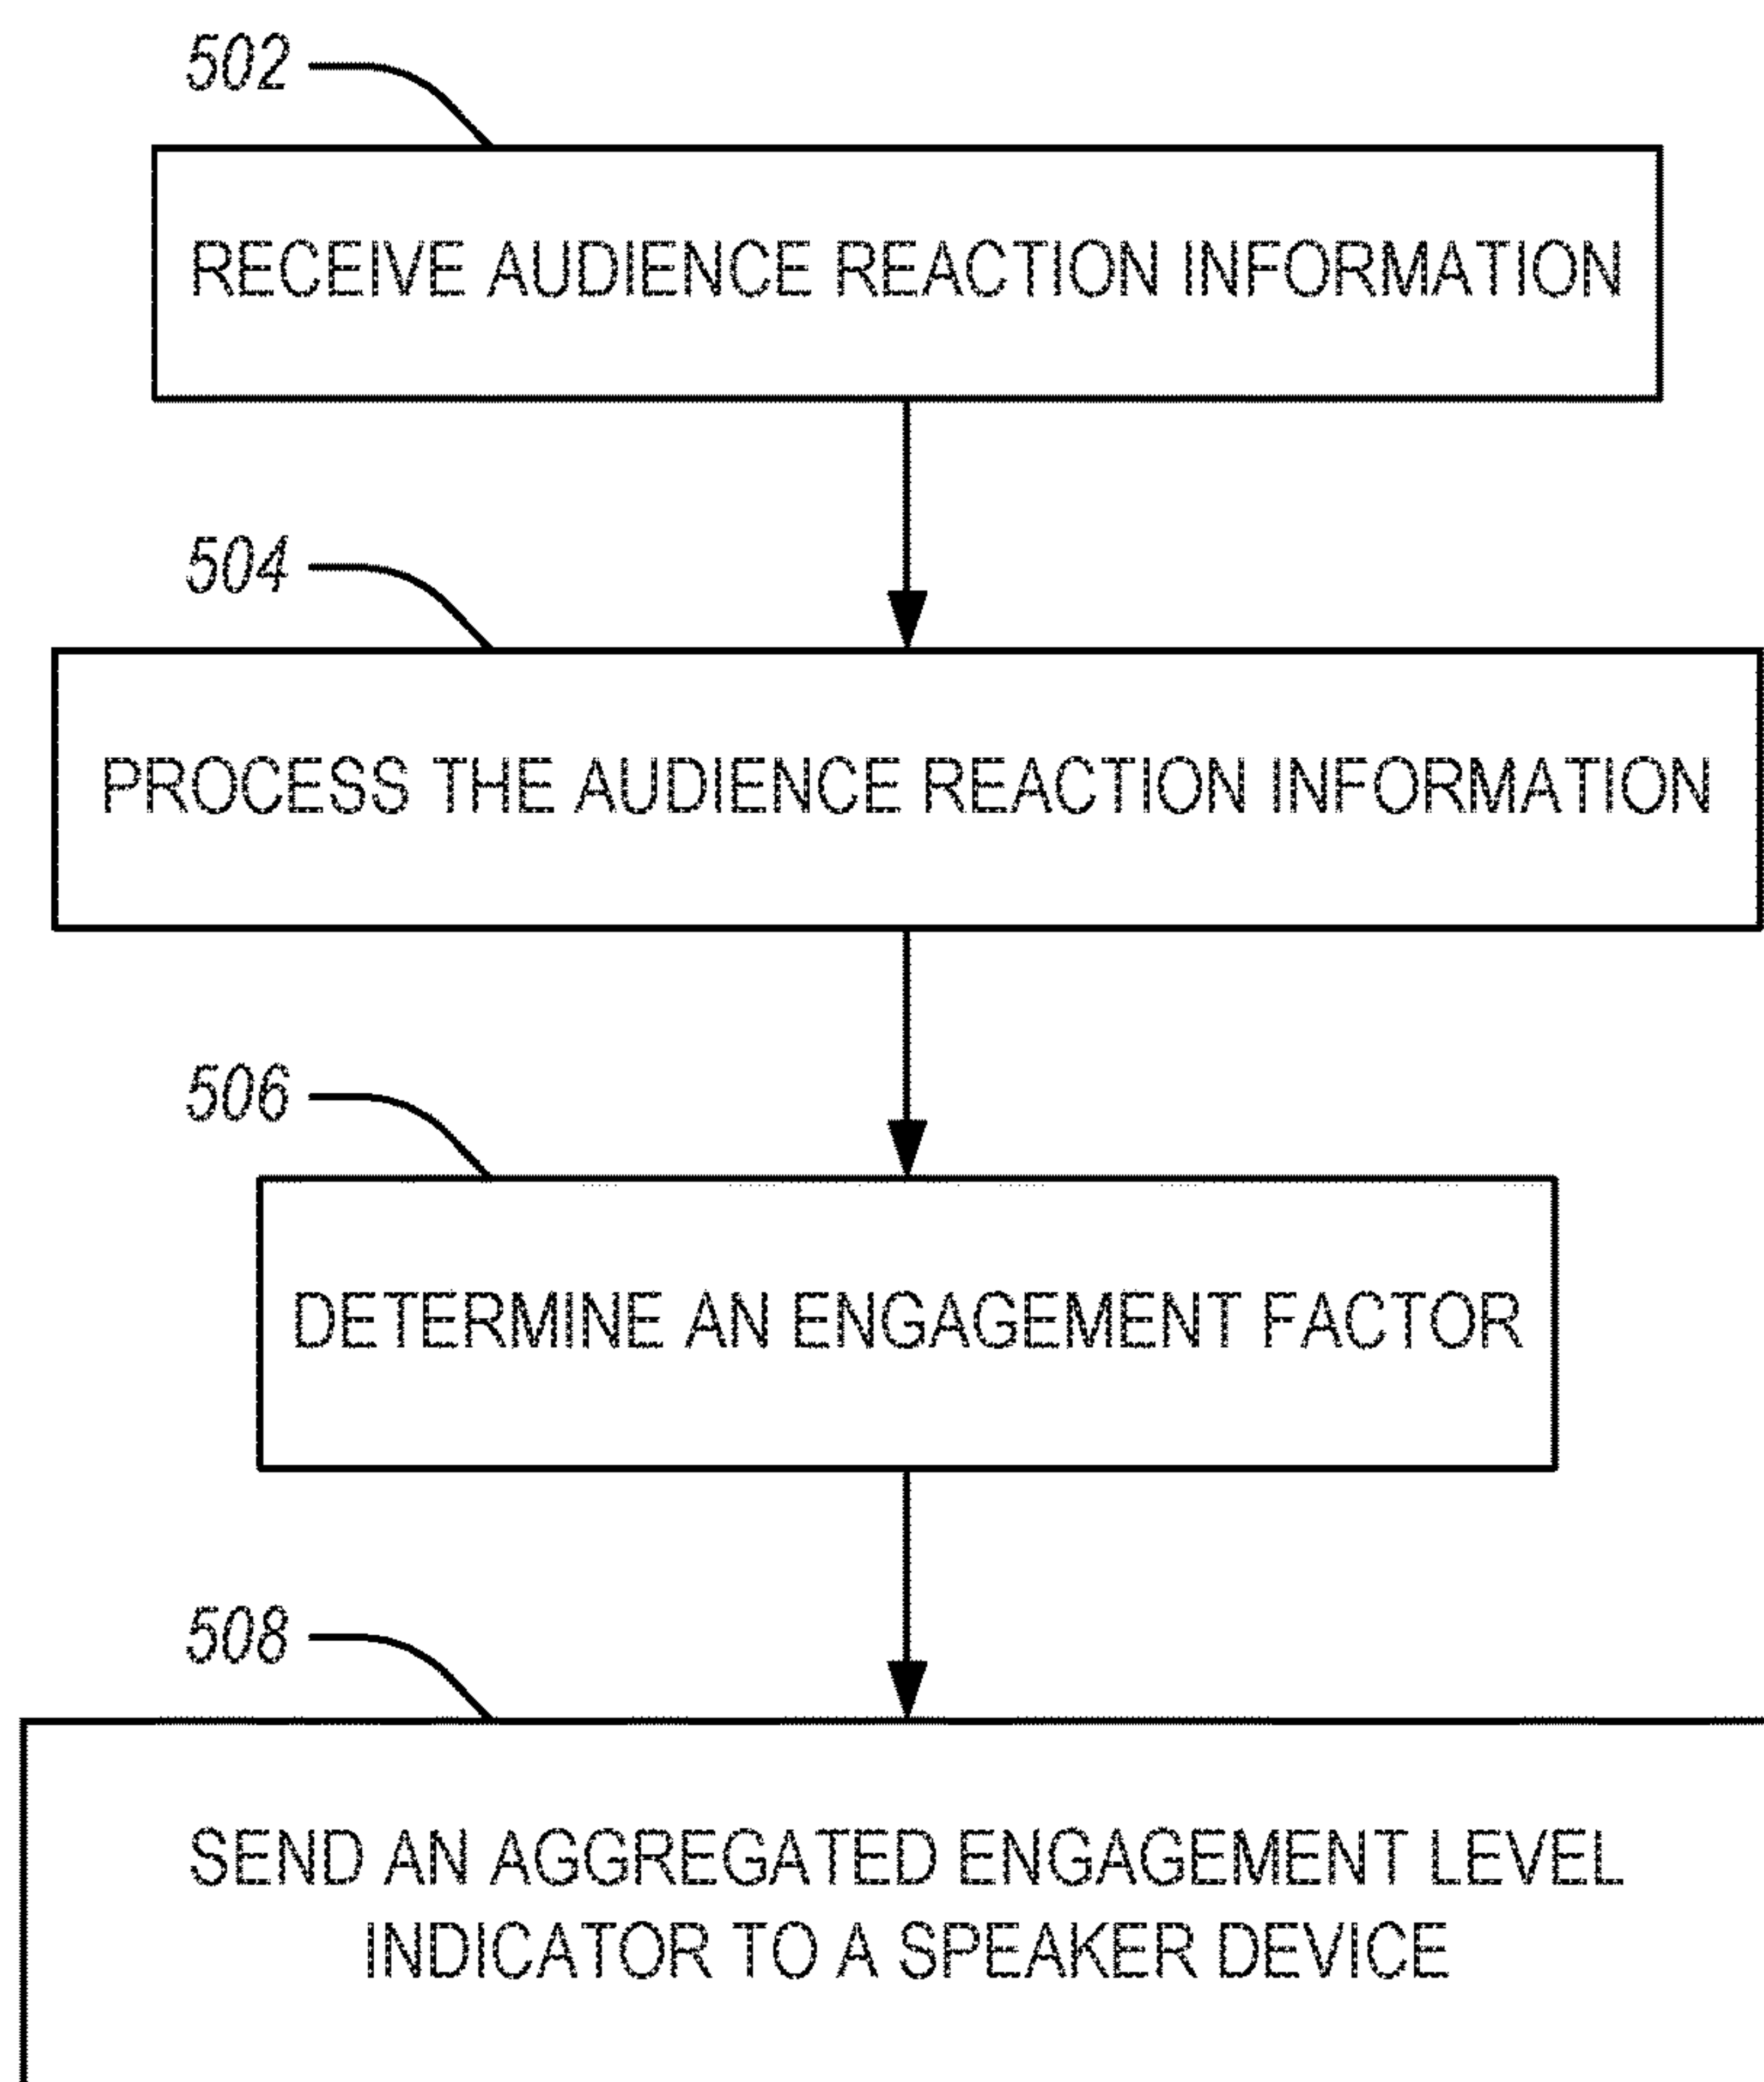 502
RECEIVE AUDIENCE REACTION INFORMATION
504
PROCESS THE AUDIENCE REACTION INFORMATION
506
DETERMINE AN ENGAGEMENT FACTOR
508
SEND AN AGGREGATED ENGAGEMENT LEVEL
INDICATOR TO A SPEAKER DEVICE